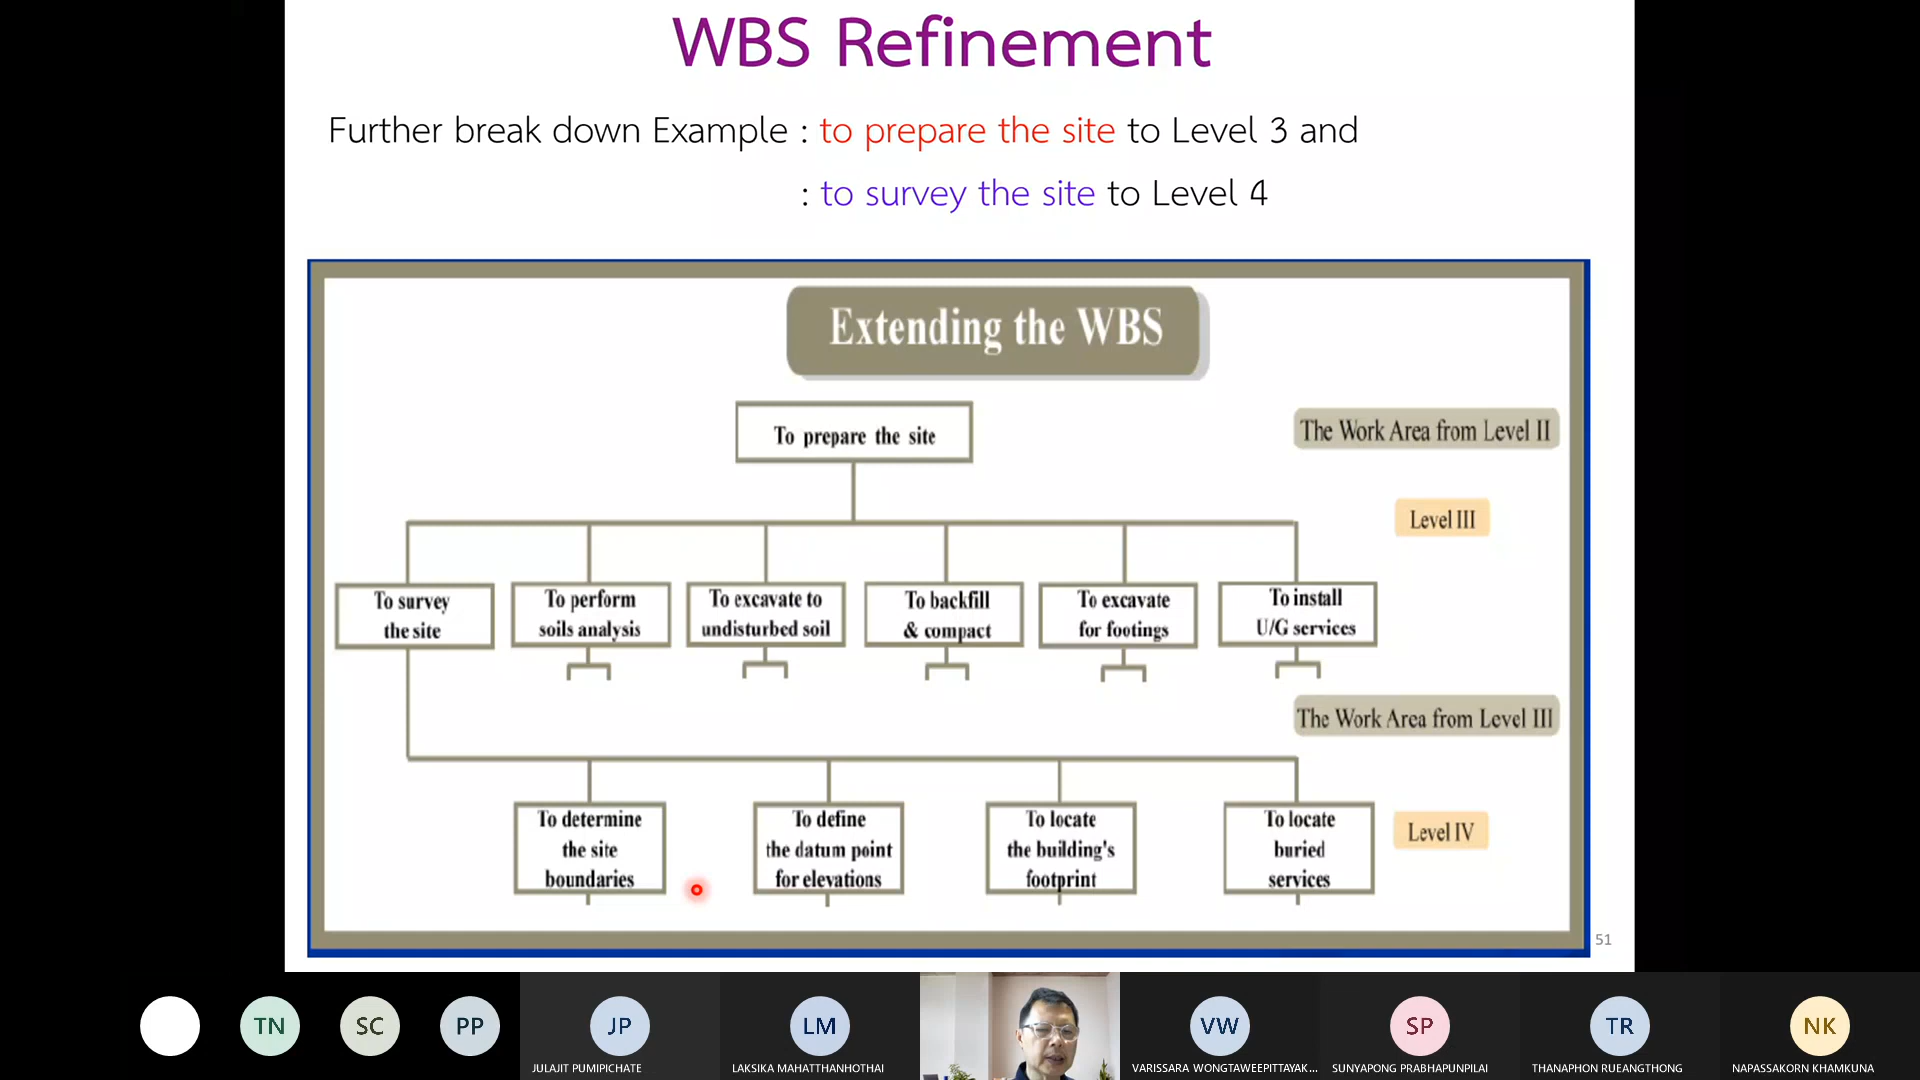 WBS Refinement
Further break down Example : to prepare the site to Level 3 and
: to survey the site to Level 4
Extending the WBS
To prepare the site
The Work Area from Level II
Level III
To survey
the site
To perform
soils analysis
To excavate to
undisturbed soil
To backfill
& compact
To excavate
for footings
To install
U/G services
The Work Area from Level III
To determine
the site
boundaries
To define
the datum point
for elevations
To locate
the building's
footprint
To locate
buried
services
Level IV
51
TN
SC
PP
JP
JULAJIT PUMIPICHATE
LM
LAKSIKA MAHATTHANHOTHAI
VW
VARISSARA WONGTAWEEPITTAYAK...
SP
SUNYAPONG PRABHAPUNPILAI
TR
THANAPHON RUEANGTHONG
NK
NAPASSAKORN KHAMKUNA